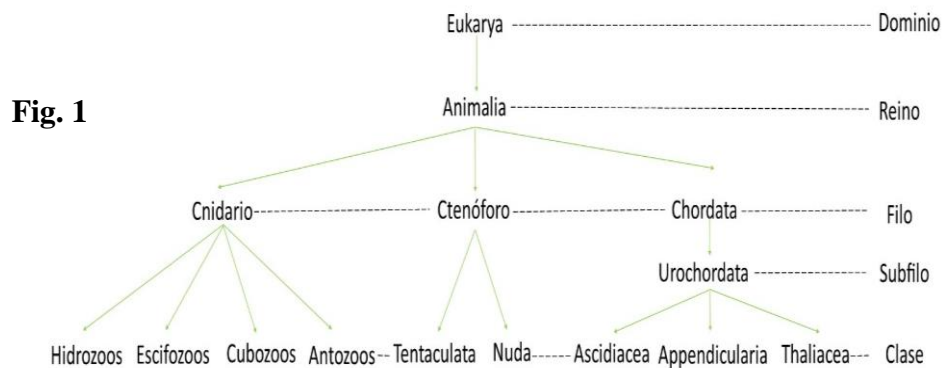 Eukarya Dominio
Fig. 1
Animalia Reino
Cnidario Ctenóforo Chordata Filo
Urochordata Subfilo
Hidrozoos Escifozoos Cubozoos Antozoos Tentaculata Nuda Ascidiacea Appendicularia Thaliacea Clase